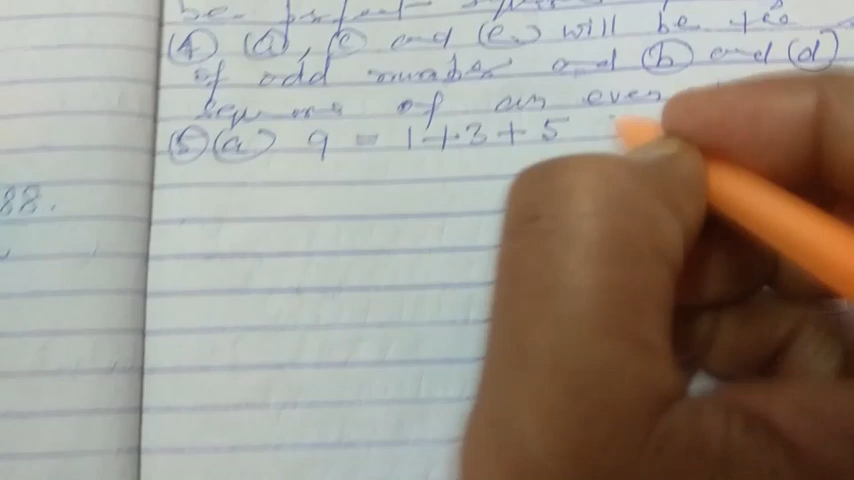 be perfect
(4) (a), (c) and (e) will be
of odd number and (b) and (d)
of an even
(5) (a) 9 = 1+3+5
88.